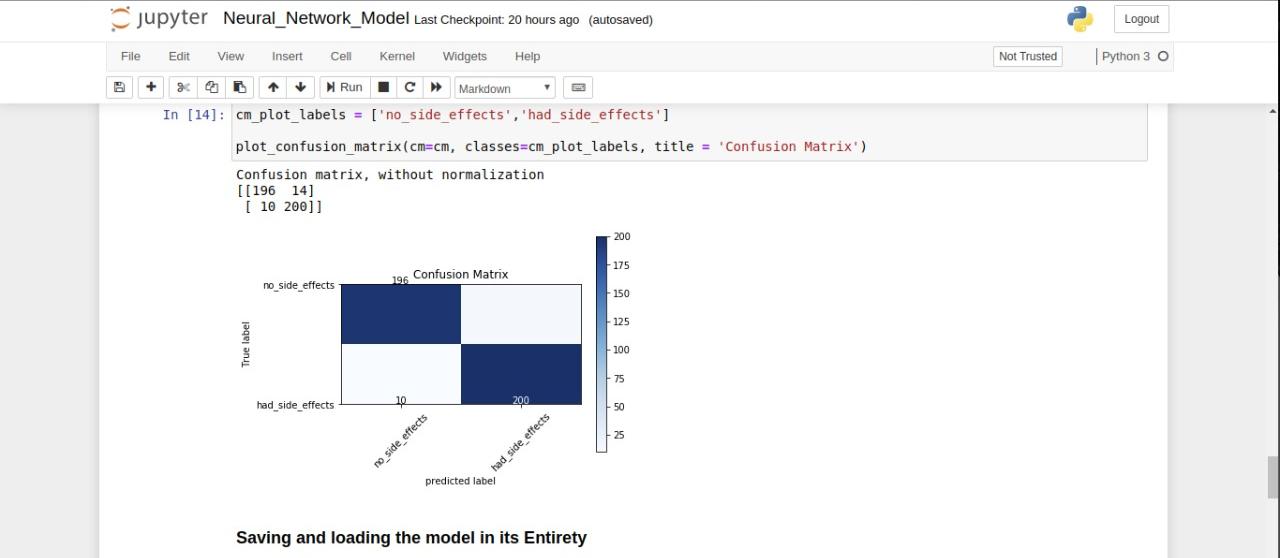 jupyter Neural_Network_Model Last Checkpoint: 20 hours ago (autosaved)
Logout
File Edit View Insert Cell Kernel Widgets Help
Not Trusted
Python 3
Run
Markdown
In [14]: cm_plot_labels = ['no_side_effects','had_side_effects']
plot_confusion_matrix(cm=cm, classes=cm_plot_labels, title = 'Confusion Matrix')
Confusion matrix, without normalization
[[196 14]
[ 10 200]]
Confusion Matrix
196
no_side_effects
had_side_effects
True label
10
200
no_side_effects
had_side_effects
predicted label
200
175
150
125
100
75
50
25
Saving and loading the model in its Entirety